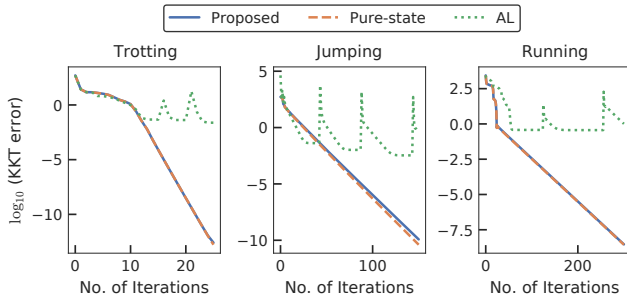 Proposed Pure-state AL
Trotting Jumping Running
log10 (KKT error)
0
−5
−10
0 10 20
No. of Iterations
5
0
−5
−10
0 100
No. of Iterations
2.5
0.0
−2.5
−5.0
−7.5
0 200
No. of Iterations